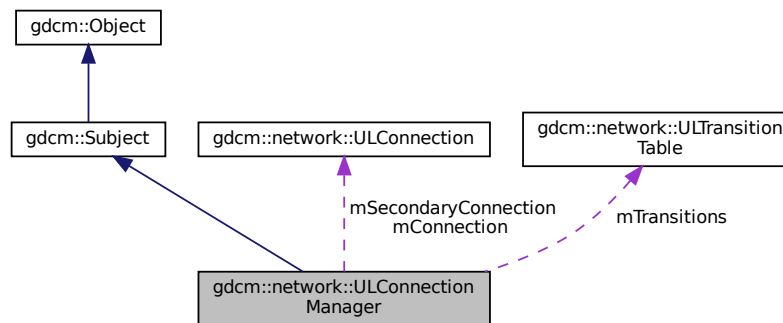 gdcm::Object
gdcm::Subject
gdcm::network::ULConnection
gdcm::network::ULTransition
Table
mSecondaryConnection
mConnection
mTransitions
gdcm::network::ULConnection
Manager